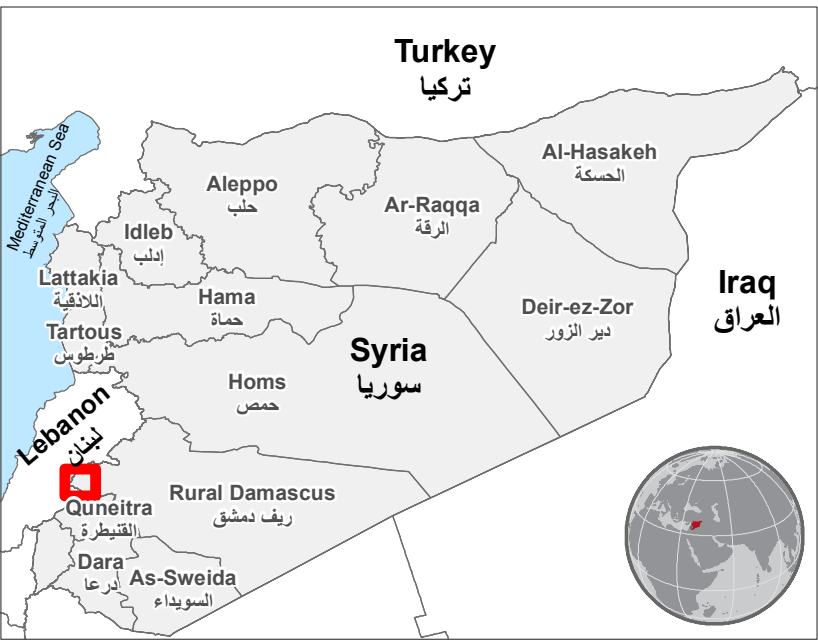 Turkey
تركيا
Mediterranean Sea
البحر المتوسط
Al-Hasakeh
الحسكة
Aleppo
حلب
Ar-Raqqa
الرقة
Idleb
إدلب
Lattakia
اللاذقية
Hama
حماة
Deir-ez-Zor
دير الزور
Iraq
العراق
Tartous
طرطوس
Syria
سوريا
Homs
حمص
Lebanon
لبنان
Rural Damascus
ريف دمشق
Quneitra
القنيطرة
Dara
درعا
As-Sweida
السويداء